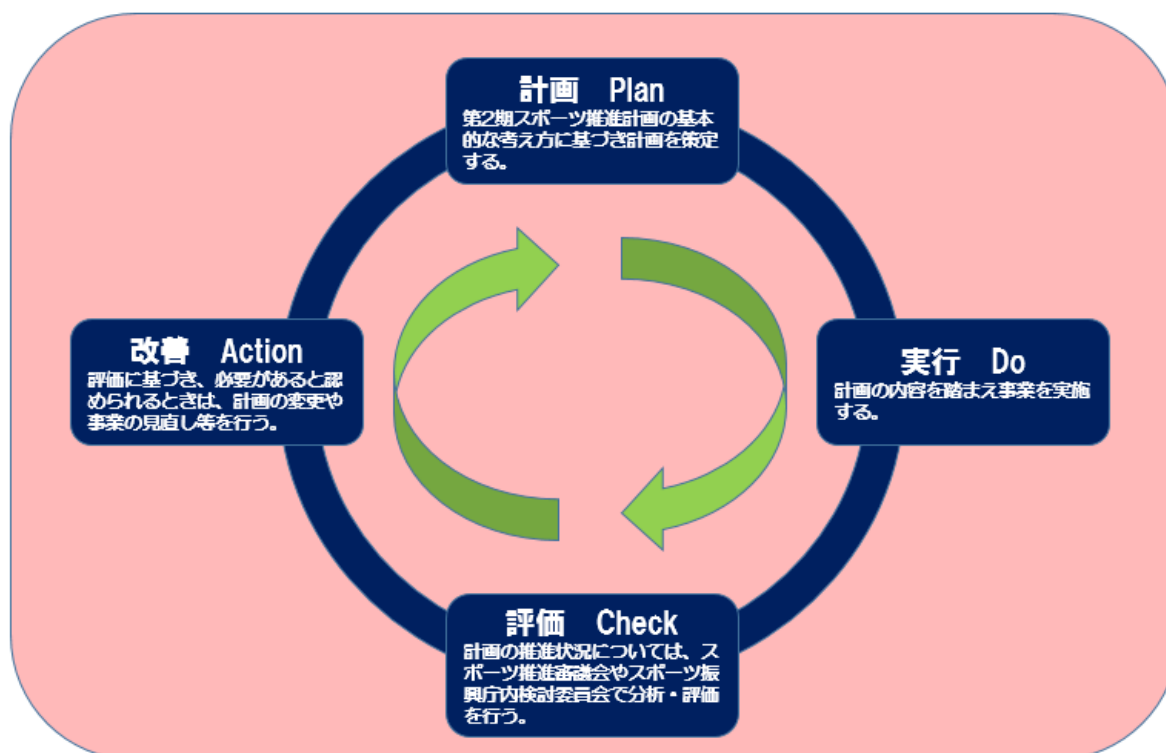 計画　Plan
第2期スポーツ推進計画の基本
的な考え方に基づき計画を策定
する。
改善　Action
評価に基づき、必要があると認
められるときは、計画の変更や
事業の見直し等を行う。
実行　Do
計画の内容を踏まえ事業を実施
する。
評価　Check
計画の推進状況については、ス
ポーツ推進審議会やスポーツ振
興庁内検討委員会で分析・評価
を行う。